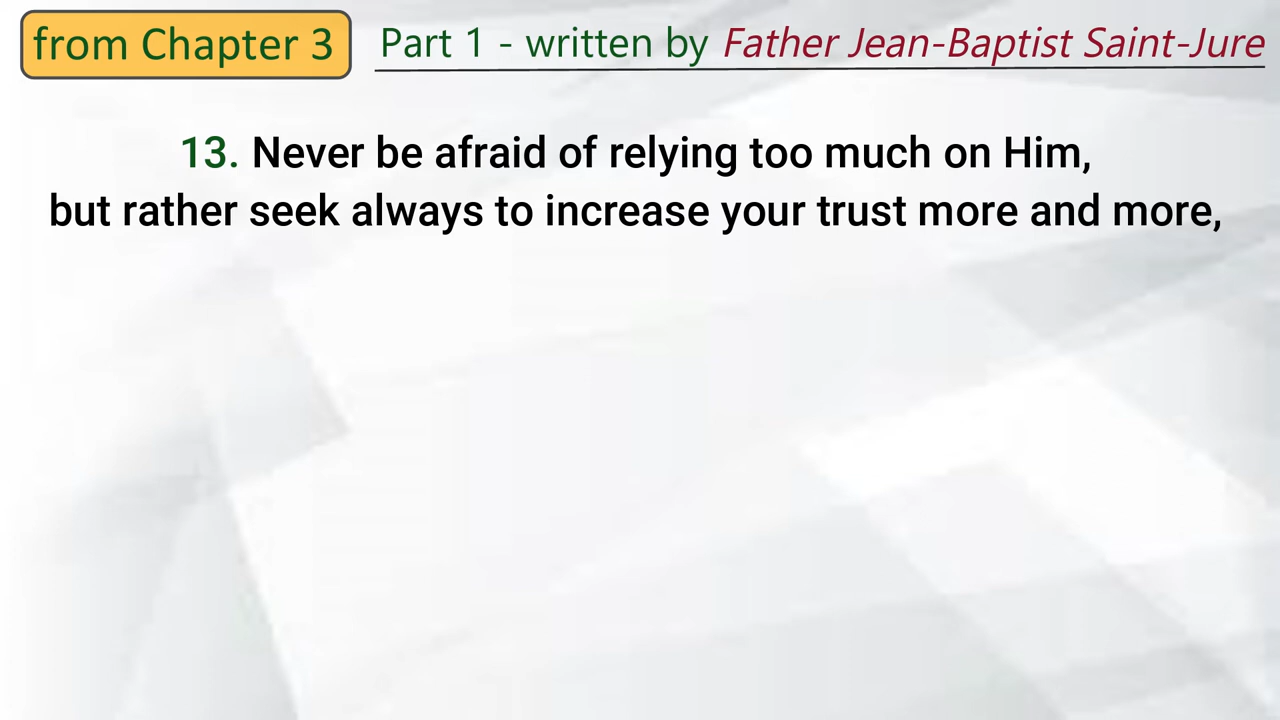 from Chapter 3 Part 1 - written by Father Jean-Baptist Saint-Jure
13. Never be afraid of relying too much on Him,
but rather seek always to increase your trust more and more,